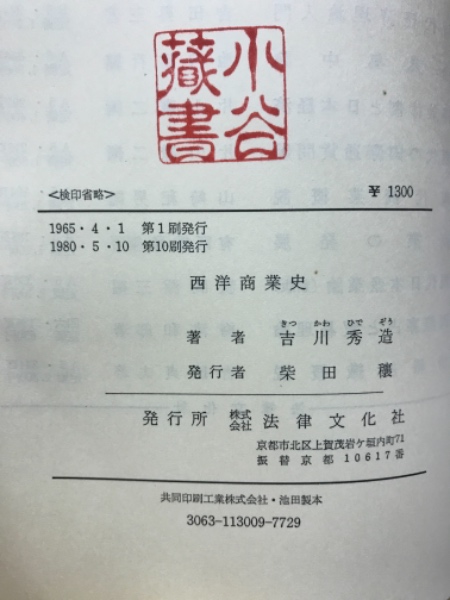 小谷
藏書
<検印省略>
¥ 1300
1965・4・1 第1刷発行
1980・5・10 第10刷発行
西洋商業史
きつ かわ ひで ぞう
著者 吉川秀造
発行者 柴田穰
発行所 株式会社 法律文化社
京都市北区上賀茂岩ケ垣内町71
振替京都 10617番
共同印刷工業株式会社・池田製本
3063-113009-7729